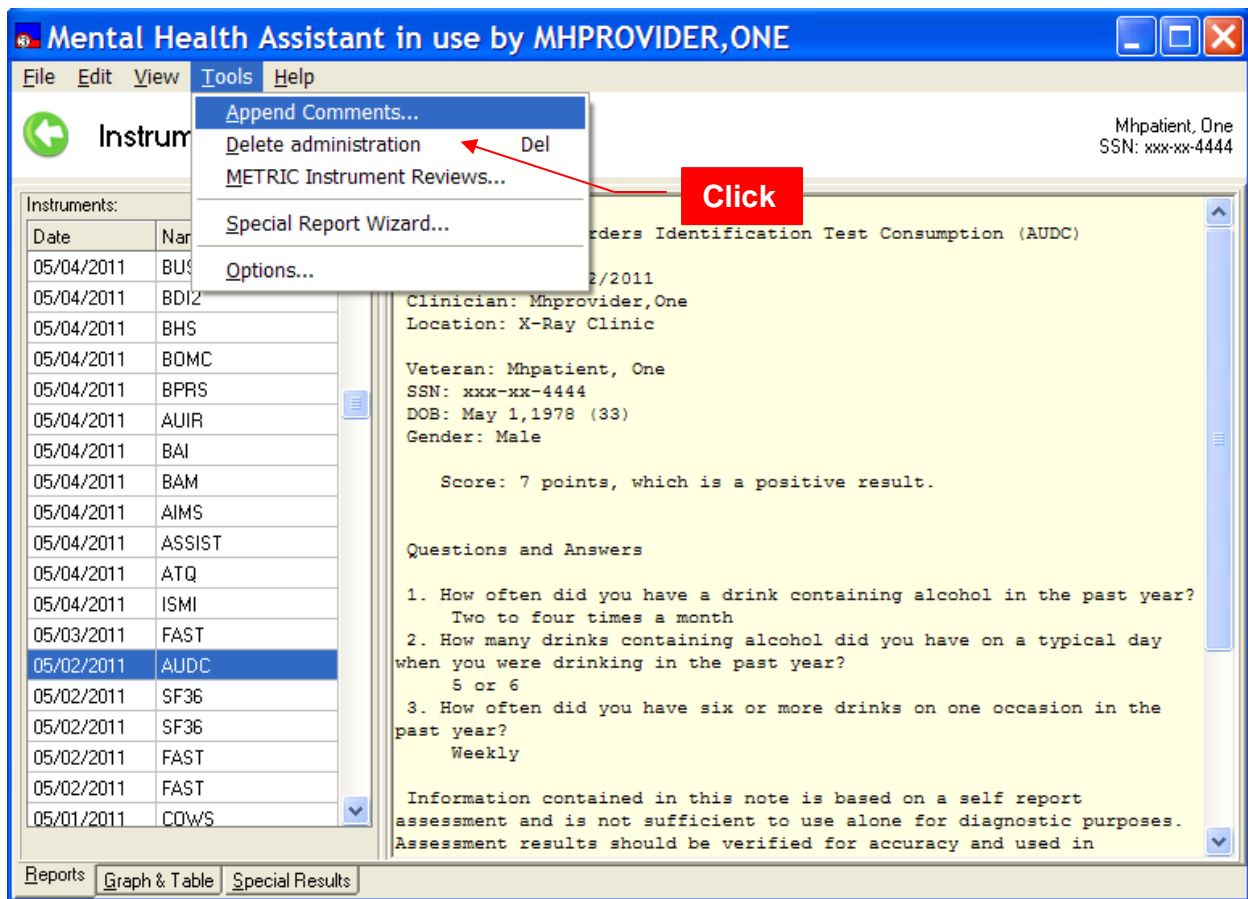 Mental Health Assistant in use by MHPROVIDER,ONE
File Edit View Tools Help
Append Comments...
Delete administration Del
METRIC Instrument Reviews...
Special Report Wizard...
Options...
Click
Instrum
Mhpatient, One
SSN: xxx-xx-4444
Instruments:
Date Nar
05/04/2011 BUS
05/04/2011 BDI2
05/04/2011 BHS
05/04/2011 BOMC
05/04/2011 BPRS
05/04/2011 AUIR
05/04/2011 BAI
05/04/2011 BAM
05/04/2011 AIMS
05/04/2011 ASSIST
05/04/2011 ATQ
05/04/2011 ISMI
05/03/2011 FAST
05/02/2011 AUDC
05/02/2011 SF36
05/02/2011 SF36
05/02/2011 FAST
05/02/2011 FAST
05/01/2011 COWS
rders Identification Test Consumption (AUDC)
2/2011
Clinician: Mhprovider,One
Location: X-Ray Clinic
Veteran: Mhpatient, One
SSN: xxx-xx-4444
DOB: May 1,1978 (33)
Gender: Male
Score: 7 points, which is a positive result.
Questions and Answers
1. How often did you have a drink containing alcohol in the past year?
Two to four times a month
2. How many drinks containing alcohol did you have on a typical day
when you were drinking in the past year?
5 or 6
3. How often did you have six or more drinks on one occasion in the
past year?
Weekly
Information contained in this note is based on a self report
assessment and is not sufficient to use alone for diagnostic purposes.
Assessment results should be verified for accuracy and used in
Reports Graph & Table Special Results